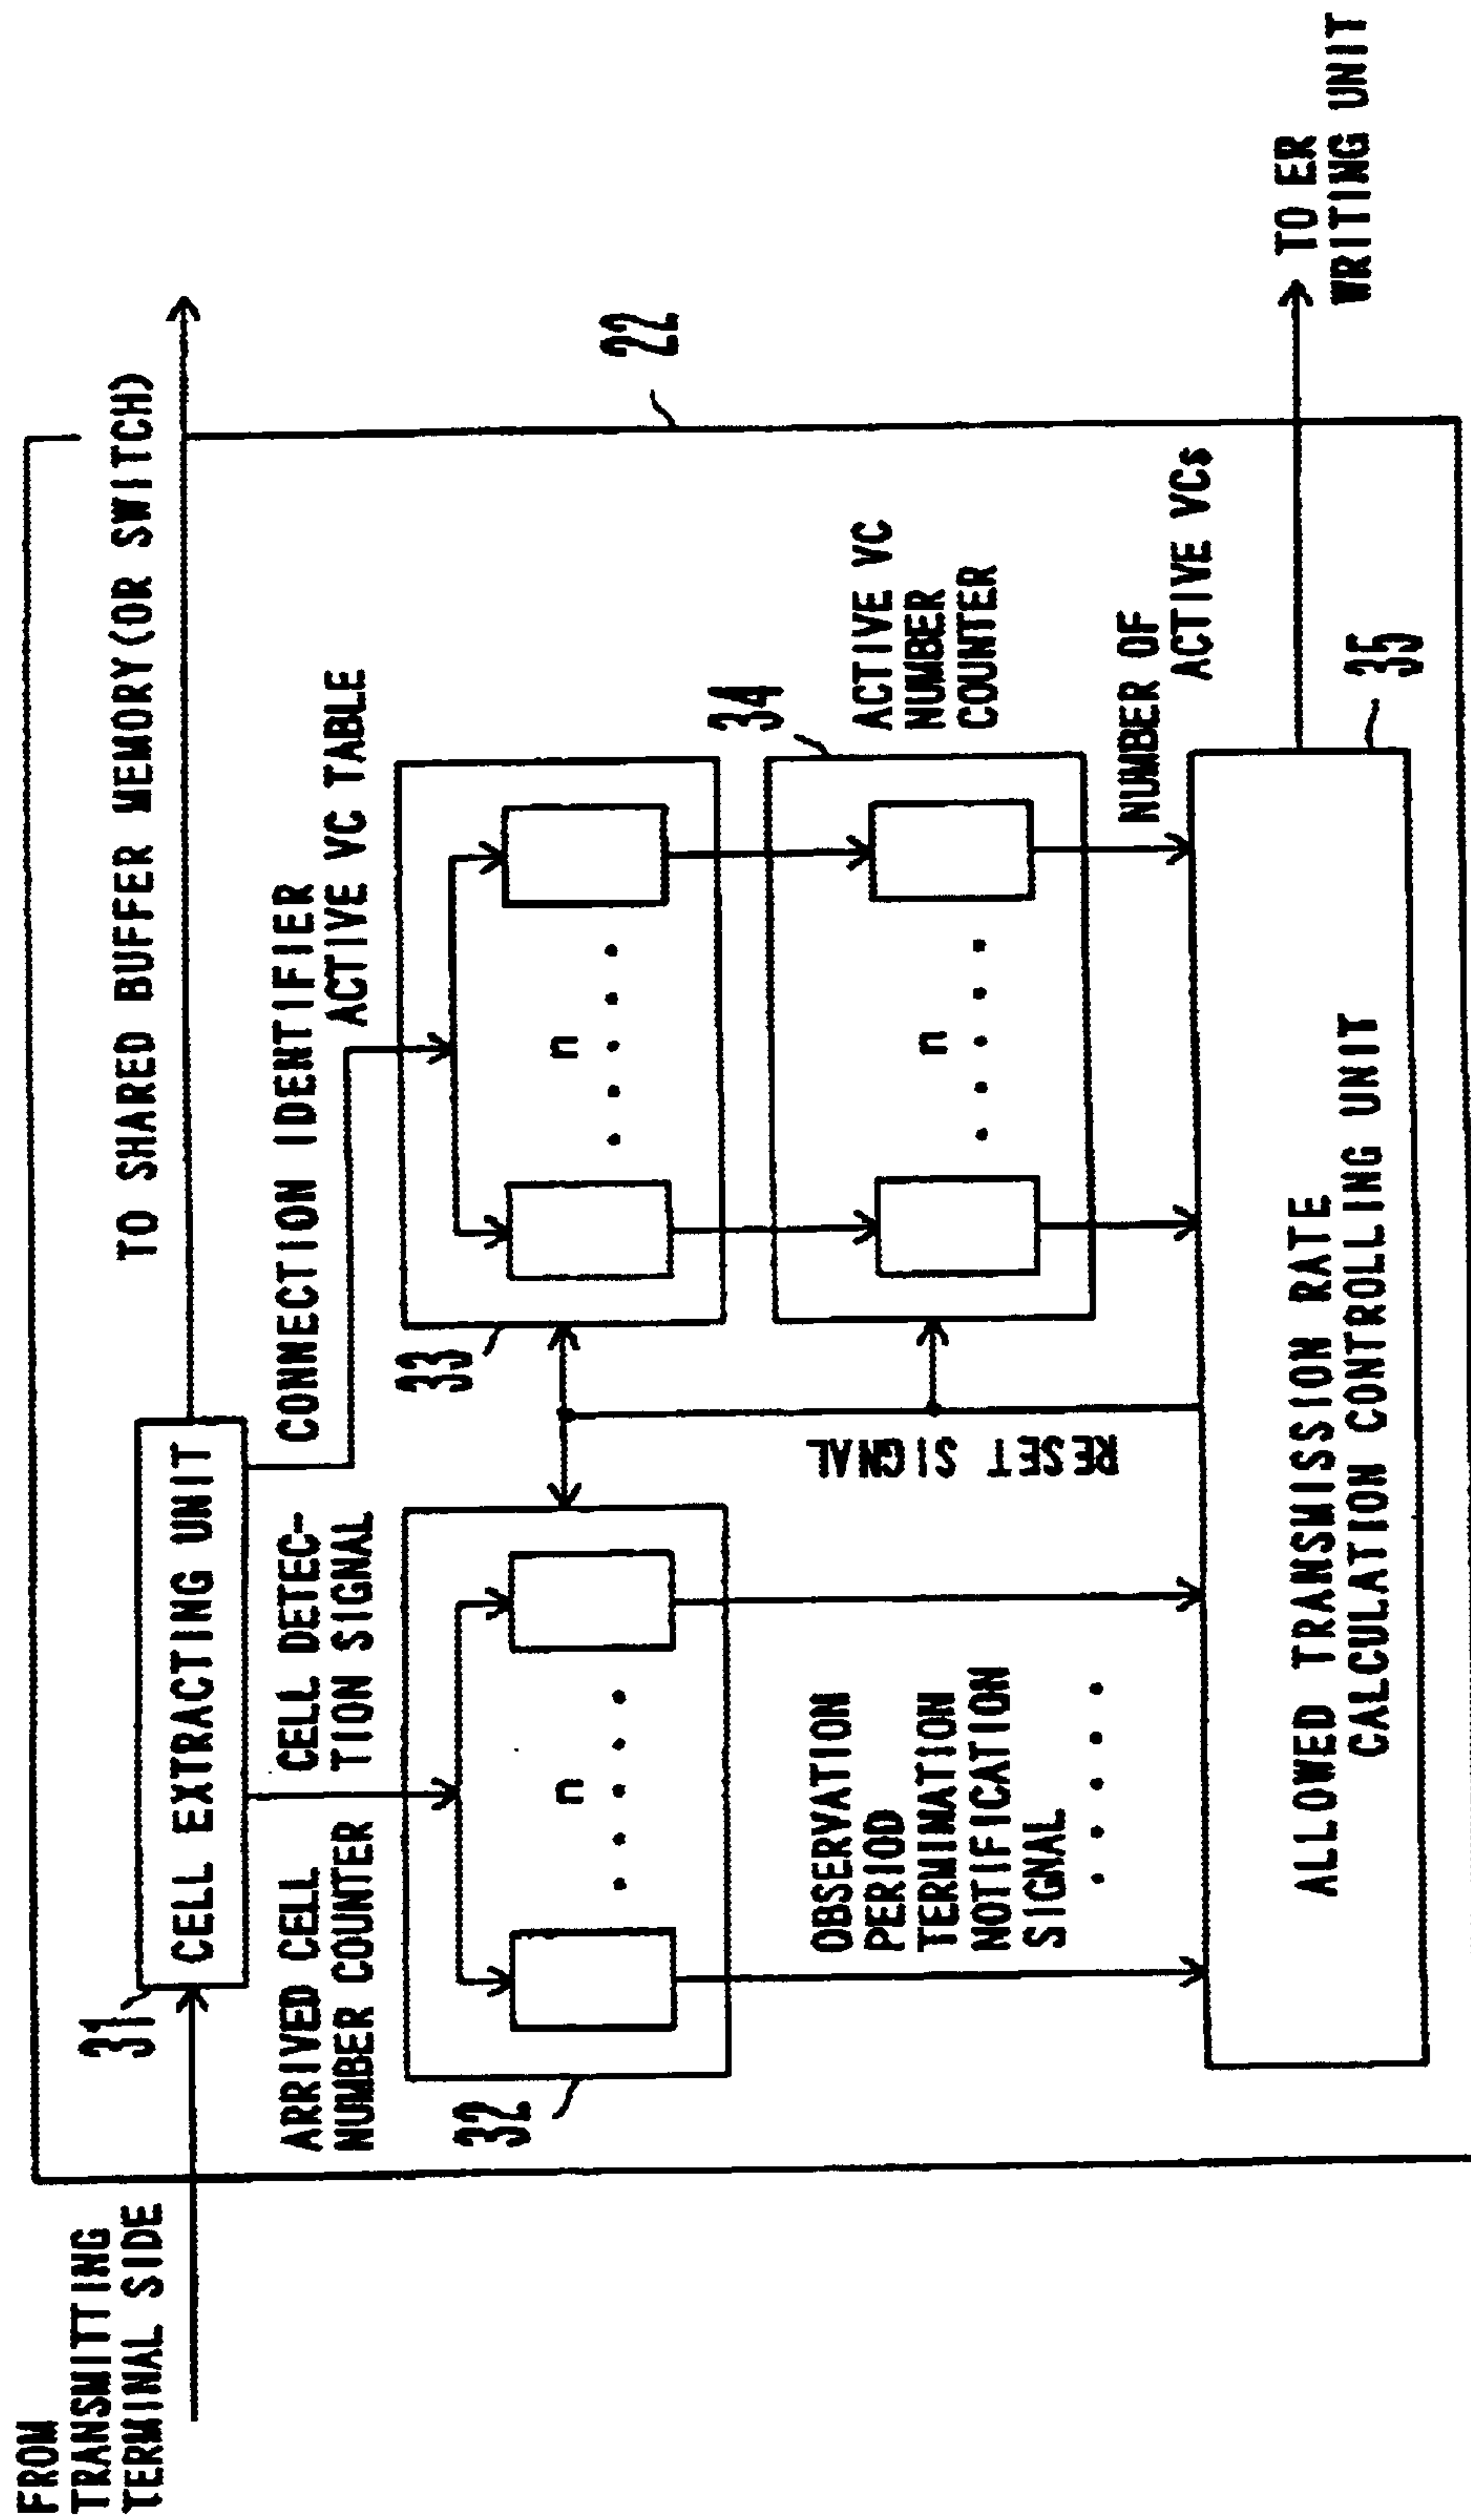 FROM
TRANSMITTING
TERMINAL SIDE
31
CELL EXTRACTING UNIT
TO SHARED BUFFER MEMORY(OR SWITCH)
ARRIVED CELL
NUMBER COUNTER
CELL DETEC-
TION SIGNAL
CONNECTION IDENTIFIER
ACTIVE VC TABLE
32
n
33
n
22
RESET SIGNAL
34
ACTIVE VC
NUMBER
COUNTER
n
OBSERVATION
PERIOD
TERMINATION
NOTIFICATION
SIGNAL
NUMBER OF
ACTIVE VCs
ALLOWED TRANSMISSION RATE
CALCULATION CONTROLLING UNIT
35
TO ER
WRITING UNIT